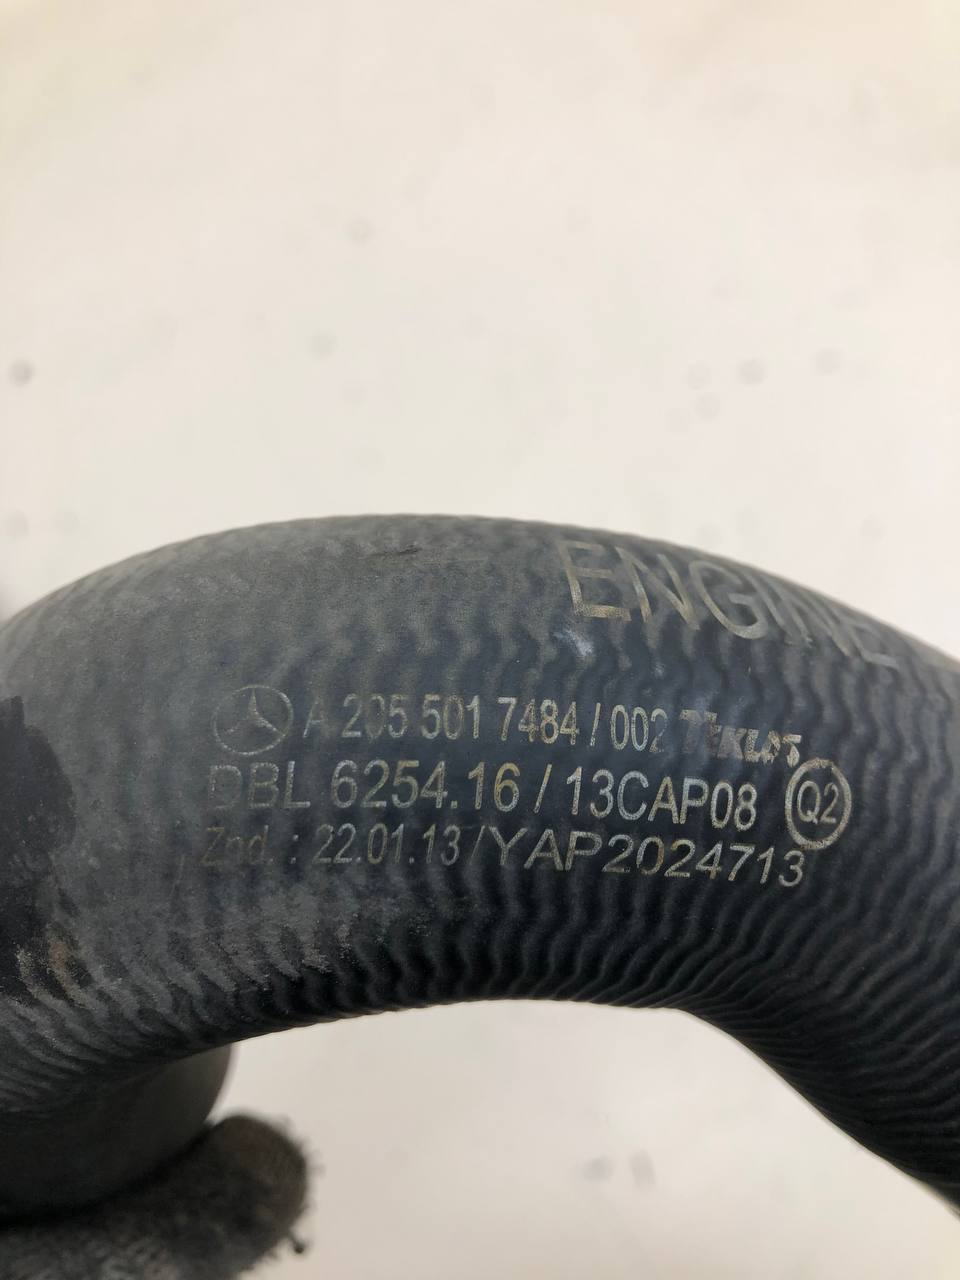 ENGINE
A 205 501 7484 / 002 TEKLAS
DBL 6254.16 / 13CAP08 Q2
Znd. : 22.01.13 / YAP2024713